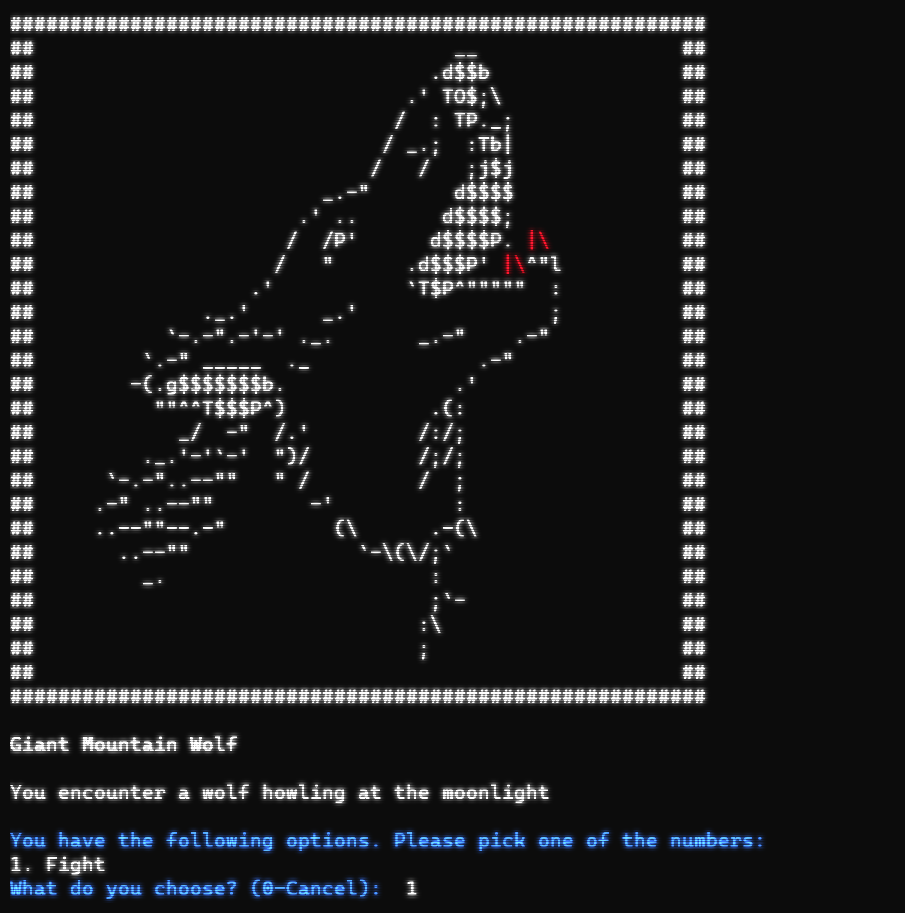 Giant Mountain Wolf
You encounter a wolf howling at the moonlight
You have the following options. Please pick one of the numbers:
1. Fight
What do you choose? (0-Cancel): 1